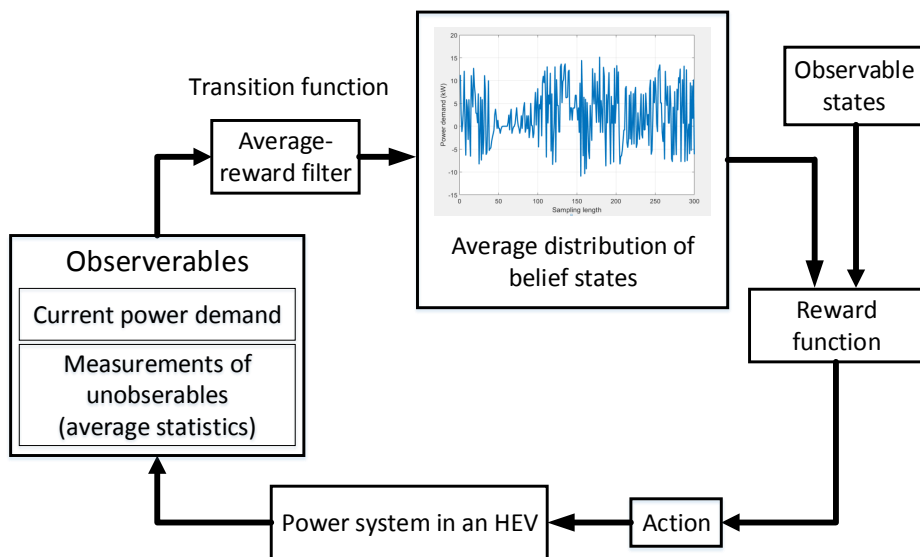 Transition function
Average-
reward filter
20
15
10
5
0
-5
-10
-15
Power demand (kW)
0
50
100
150
200
250
300
Sampling length
Average distribution of
belief states
Observable
states
Observerables
Current power demand
Measurements of
unobserables
(average statistics)
Reward
function
Power system in an HEV
Action